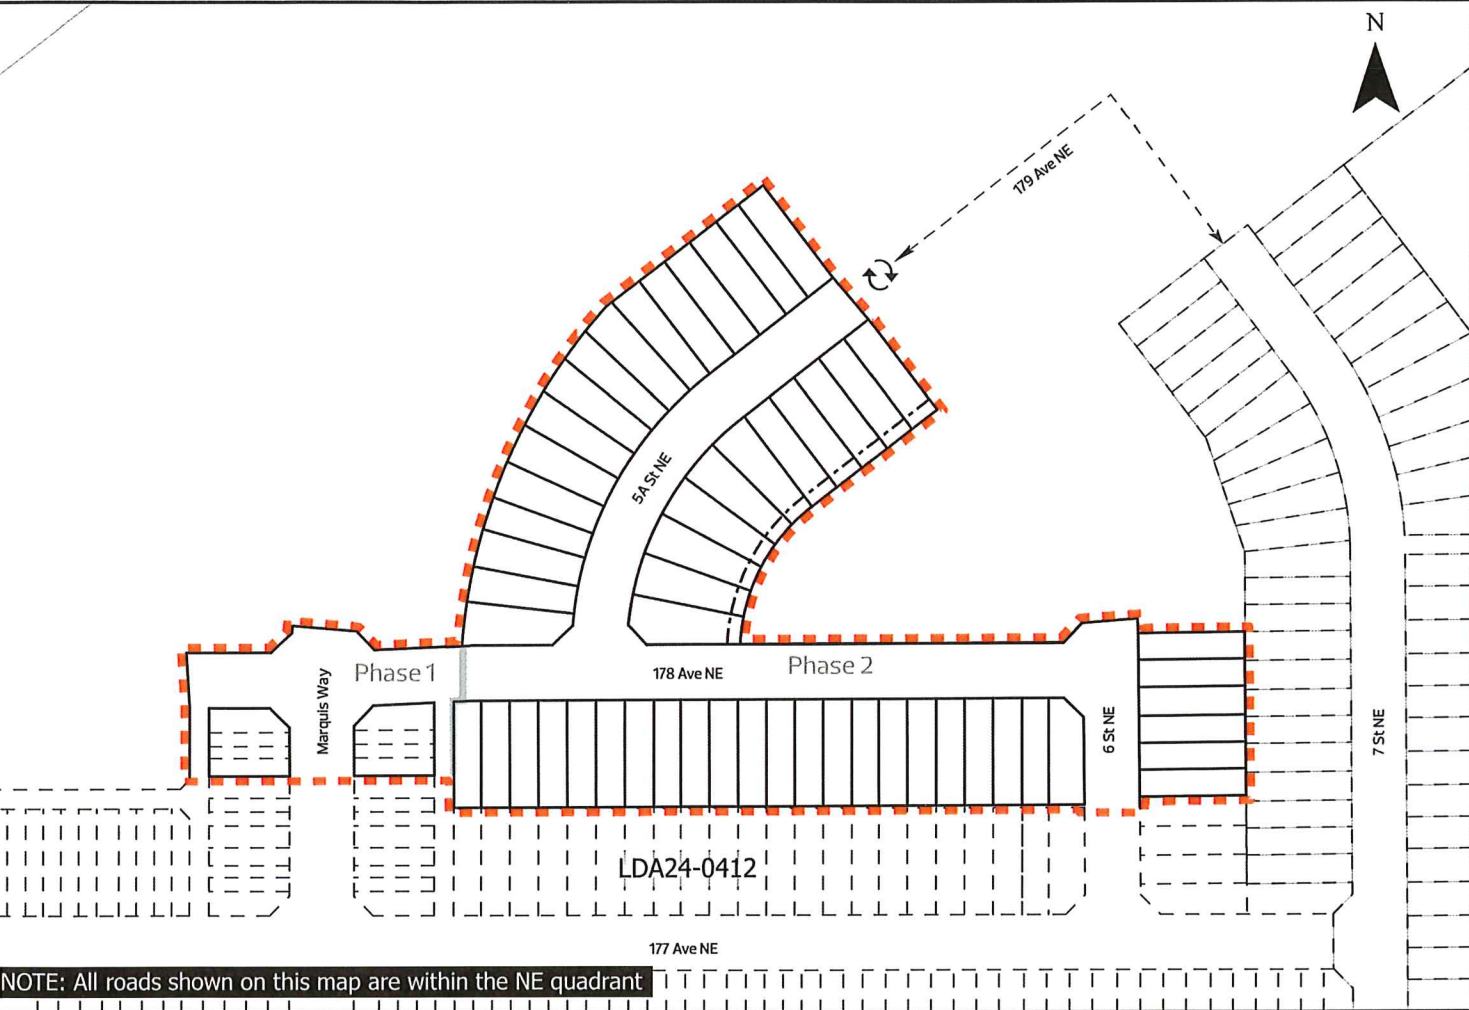 N
179 Ave NE
5A St NE
Phase 1
178 Ave NE
Phase 2
Marquis Way
6 St NE
7 St NE
LDA24-0412
177 Ave NE
NOTE: All roads shown on this map are within the NE quadrant